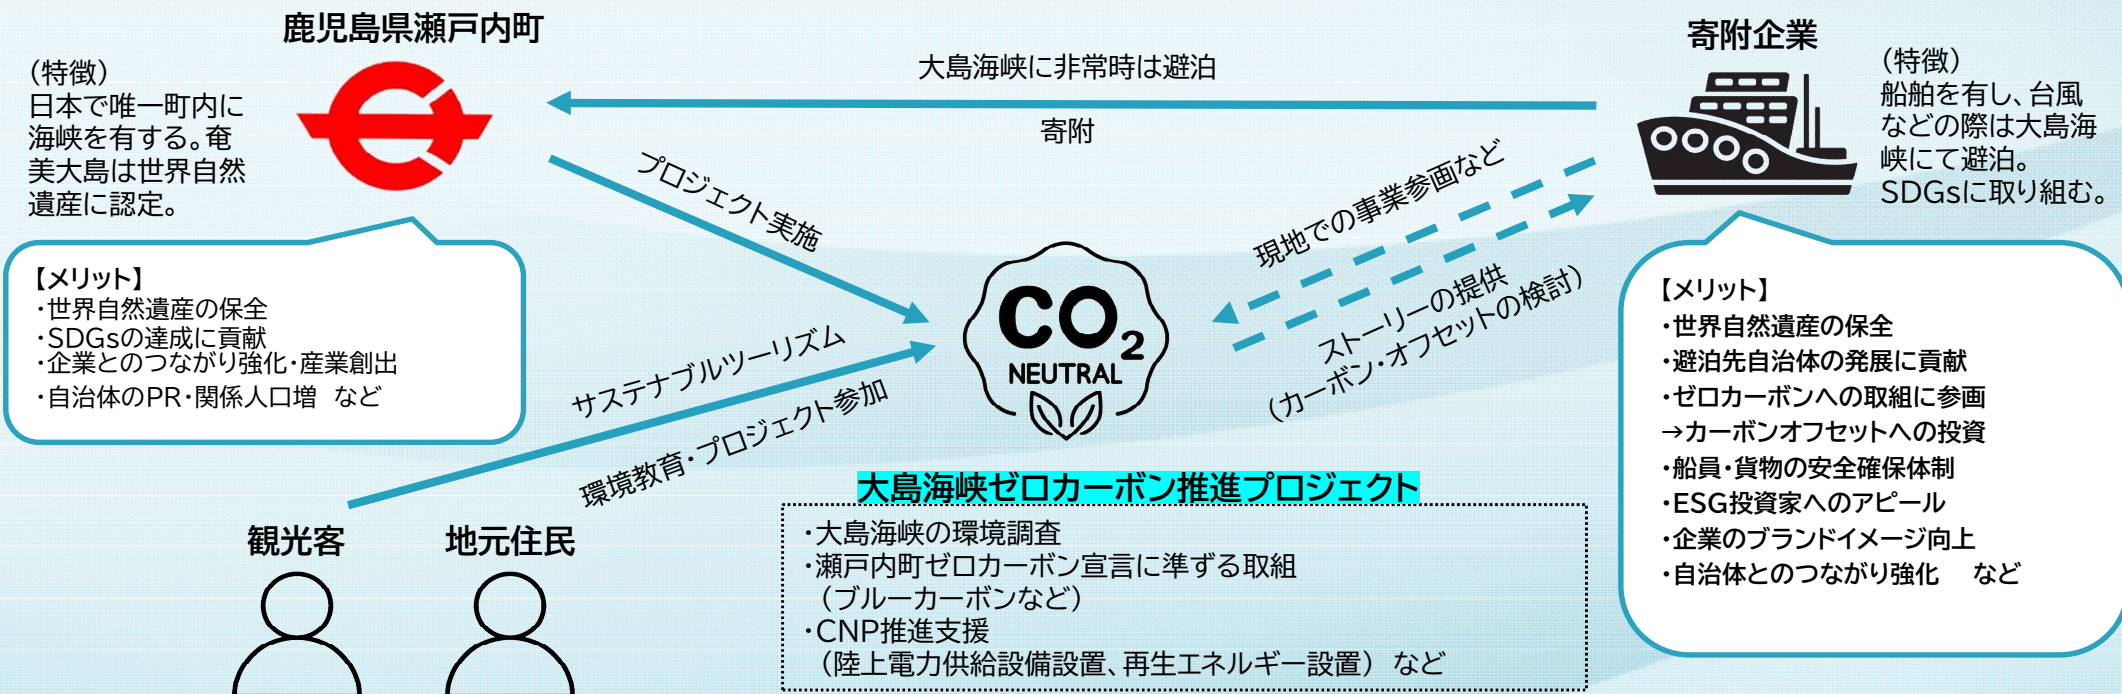 鹿児島県瀬戸内町
(特徴)
日本で唯一町内に
海峡を有する。奄
美大島は世界自然
遺産に認定。
【メリット】
・世界自然遺産の保全
・SDGsの達成に貢献
・企業とのつながり強化・産業創出
・自治体のPR・関係人口増 など
大島海峡に非常時は避泊
寄附
寄附企業
(特徴)
船舶を有し、台風
などの際は大島海
峡にて避泊。
SDGsに取り組む。
【メリット】
・世界自然遺産の保全
・避泊先自治体の発展に貢献
・ゼロカーボンへの取組に参画
→カーボンオフセットへの投資
・船員・貨物の安全確保体制
・ESG投資家へのアピール
・企業のブランドイメージ向上
・自治体とのつながり強化 など
プロジェクト実施
現地での事業参画など
ストーリーの提供
(カーボン・オフセットの検討)
サステナブルツーリズム
環境教育・プロジェクト参加
CO2
NEUTRAL
観光客
地元住民
大島海峡ゼロカーボン推進プロジェクト
・大島海峡の環境調査
・瀬戸内町ゼロカーボン宣言に準ずる取組
(ブルーカーボンなど)
・CNP推進支援
(陸上電力供給設備設置、再生エネルギー設置) など